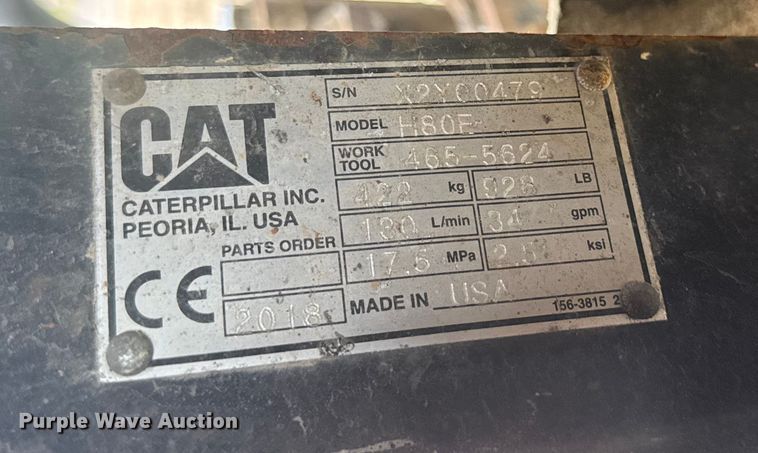 CAT
CATERPILLAR INC.
PEORIA, IL. USA
S/N X2Y00479
MODEL H80E
WORK TOOL 465-5624
422 kg 928 LB
130 L/min 34 gpm
17.5 MPa 2.5 ksi
PARTS ORDER
CE
2018
MADE IN USA
156-3815 2
Purple Wave Auction